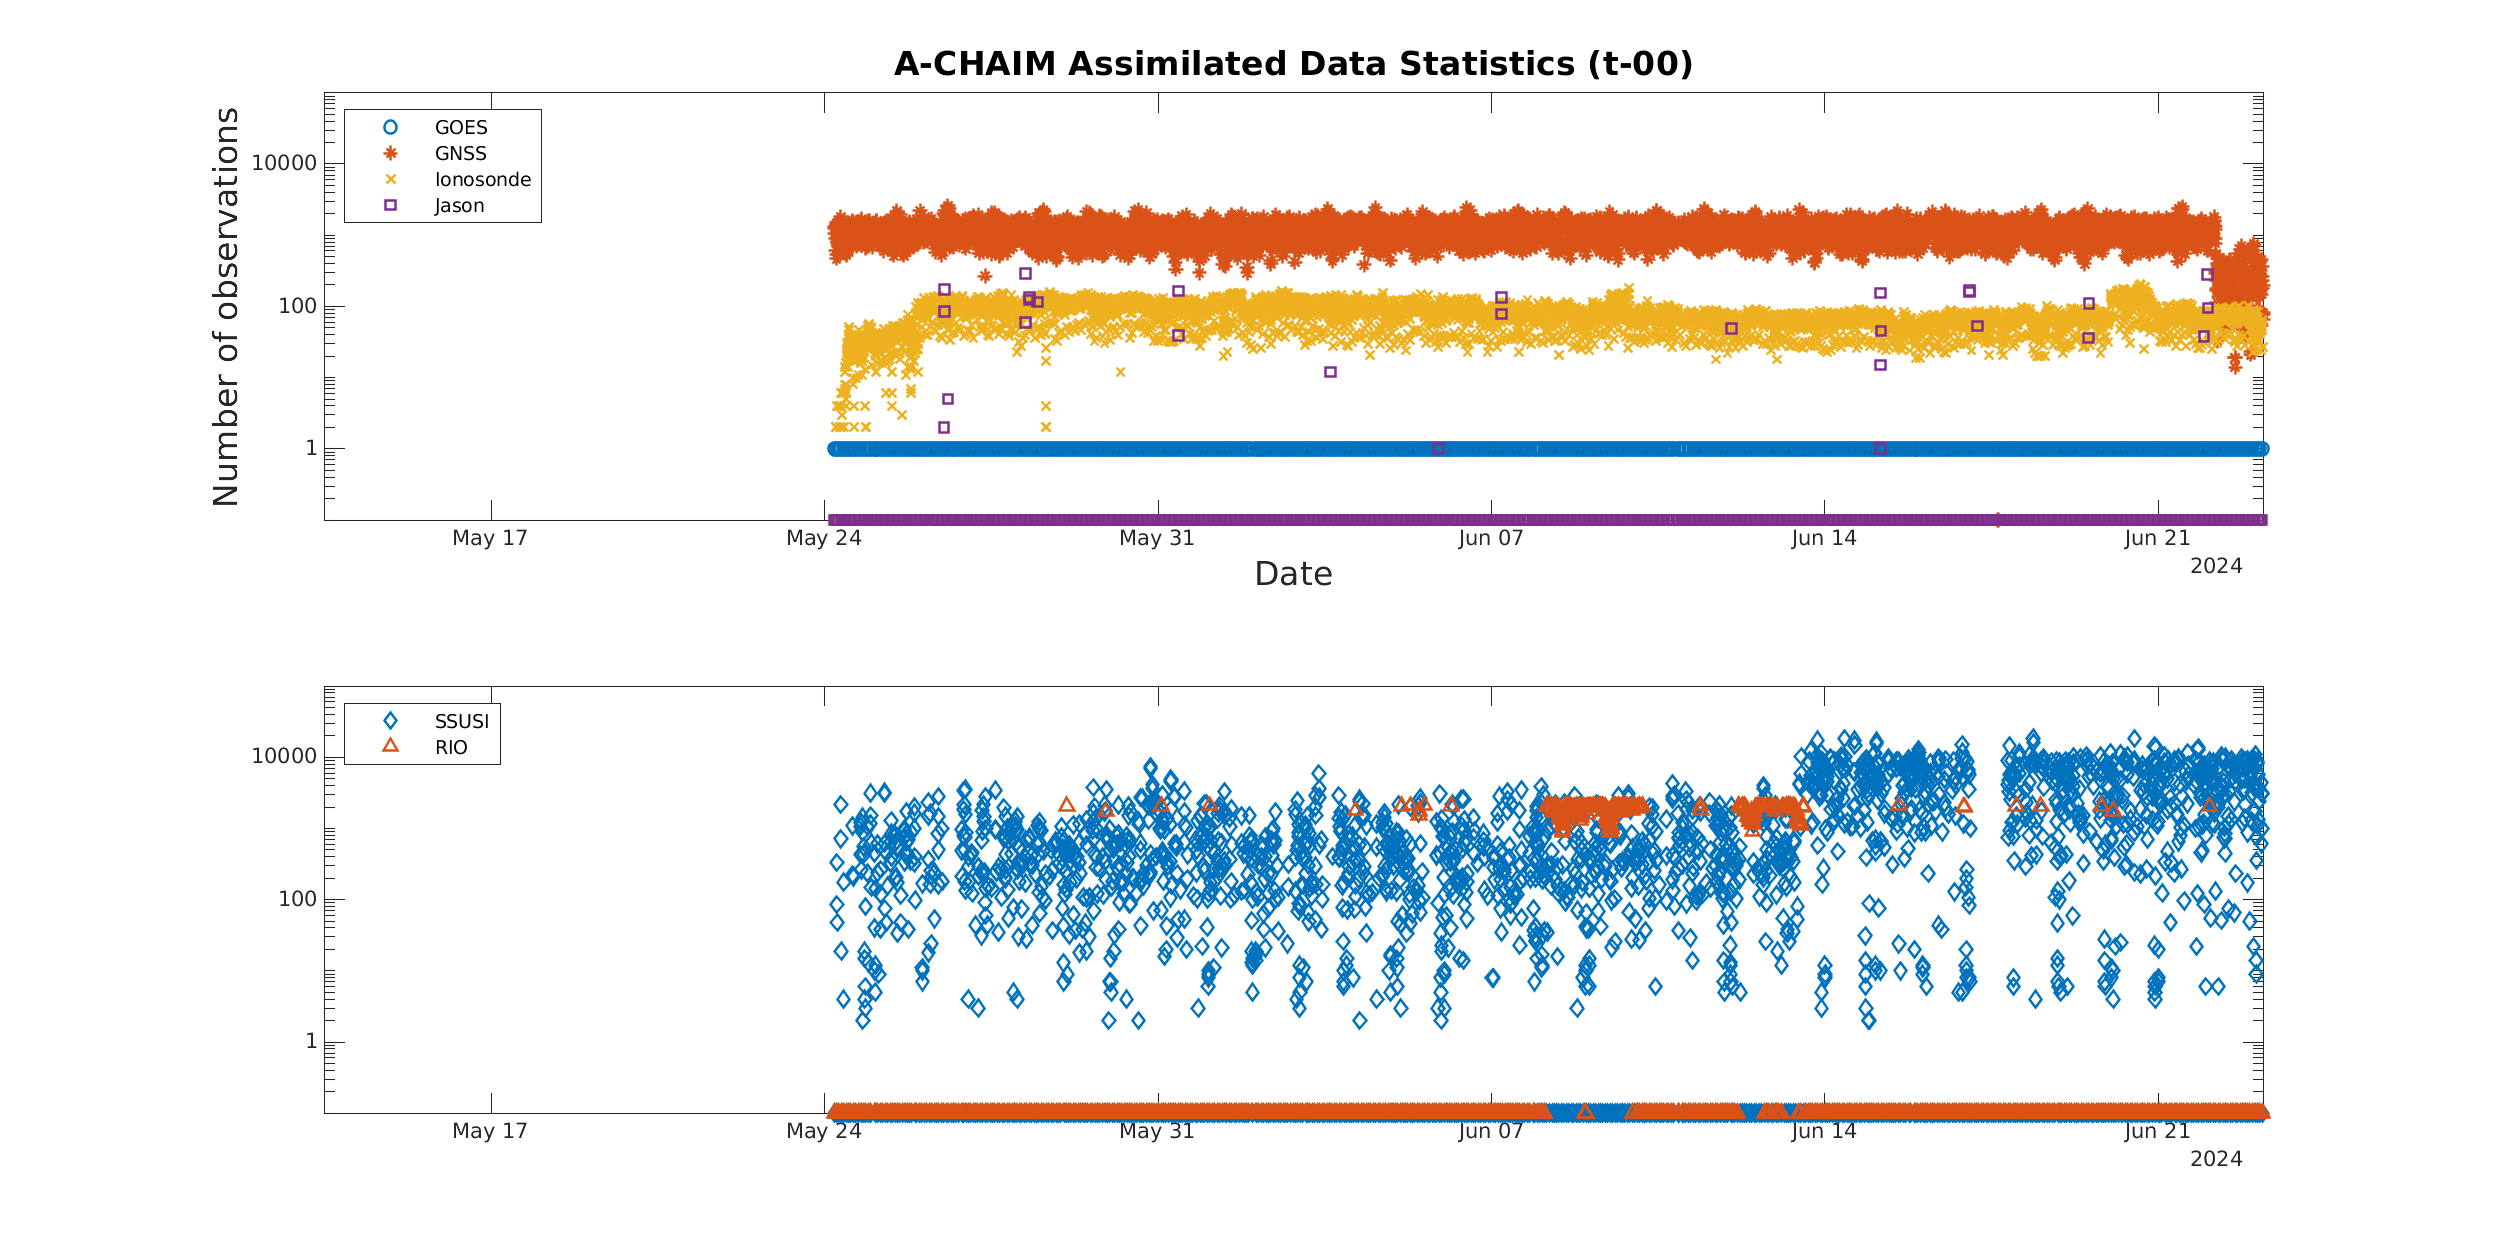 A-CHAIM Assimilated Data Statistics (t-00)
Number of observations
10000
100
1
GOES
GNSS
Ionosonde
Jason
May 17
May 24
May 31
Jun 07
Jun 14
Jun 21
2024
Date
10000
100
1
SSUSI
RIO
May 17
May 24
May 31
Jun 07
Jun 14
Jun 21
2024